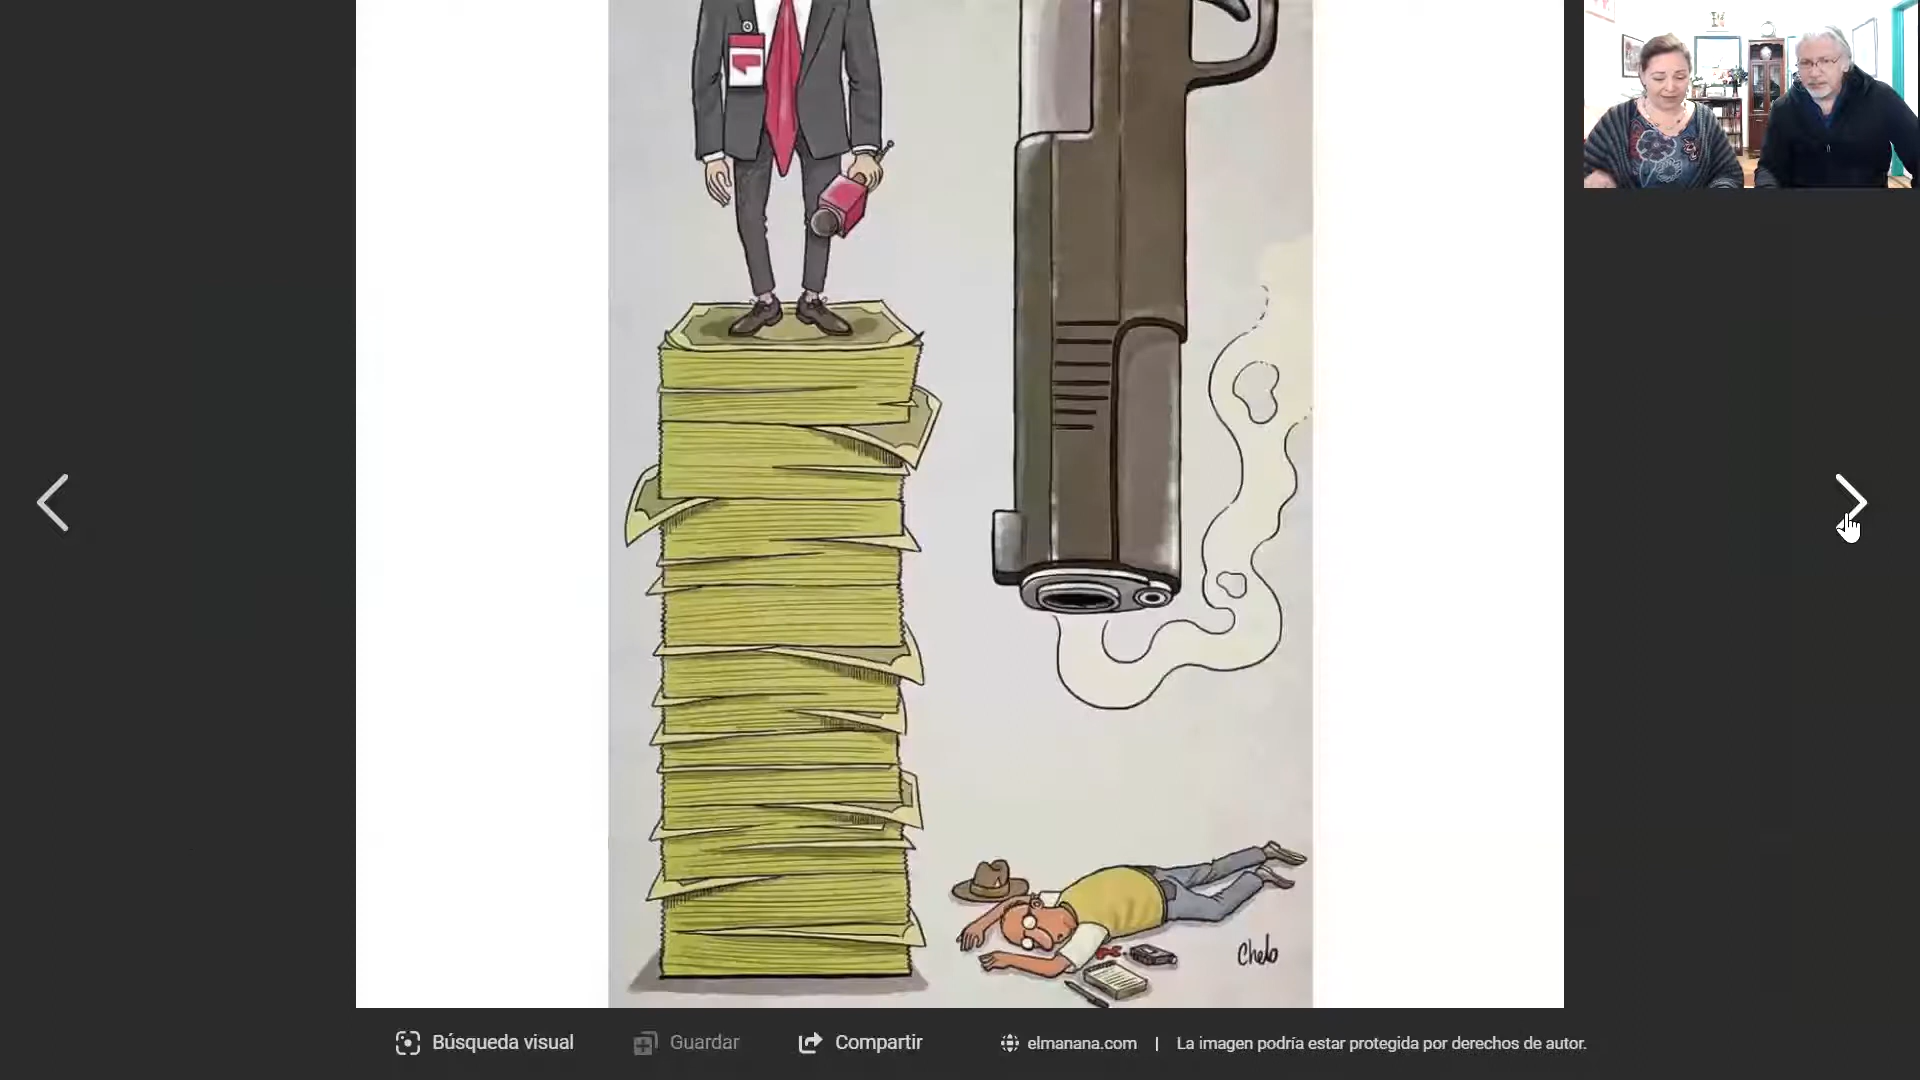 Chelo
Búsqueda visual
Guardar
Compartir
elmanana.com | La imagen podría estar protegida por derechos de autor.